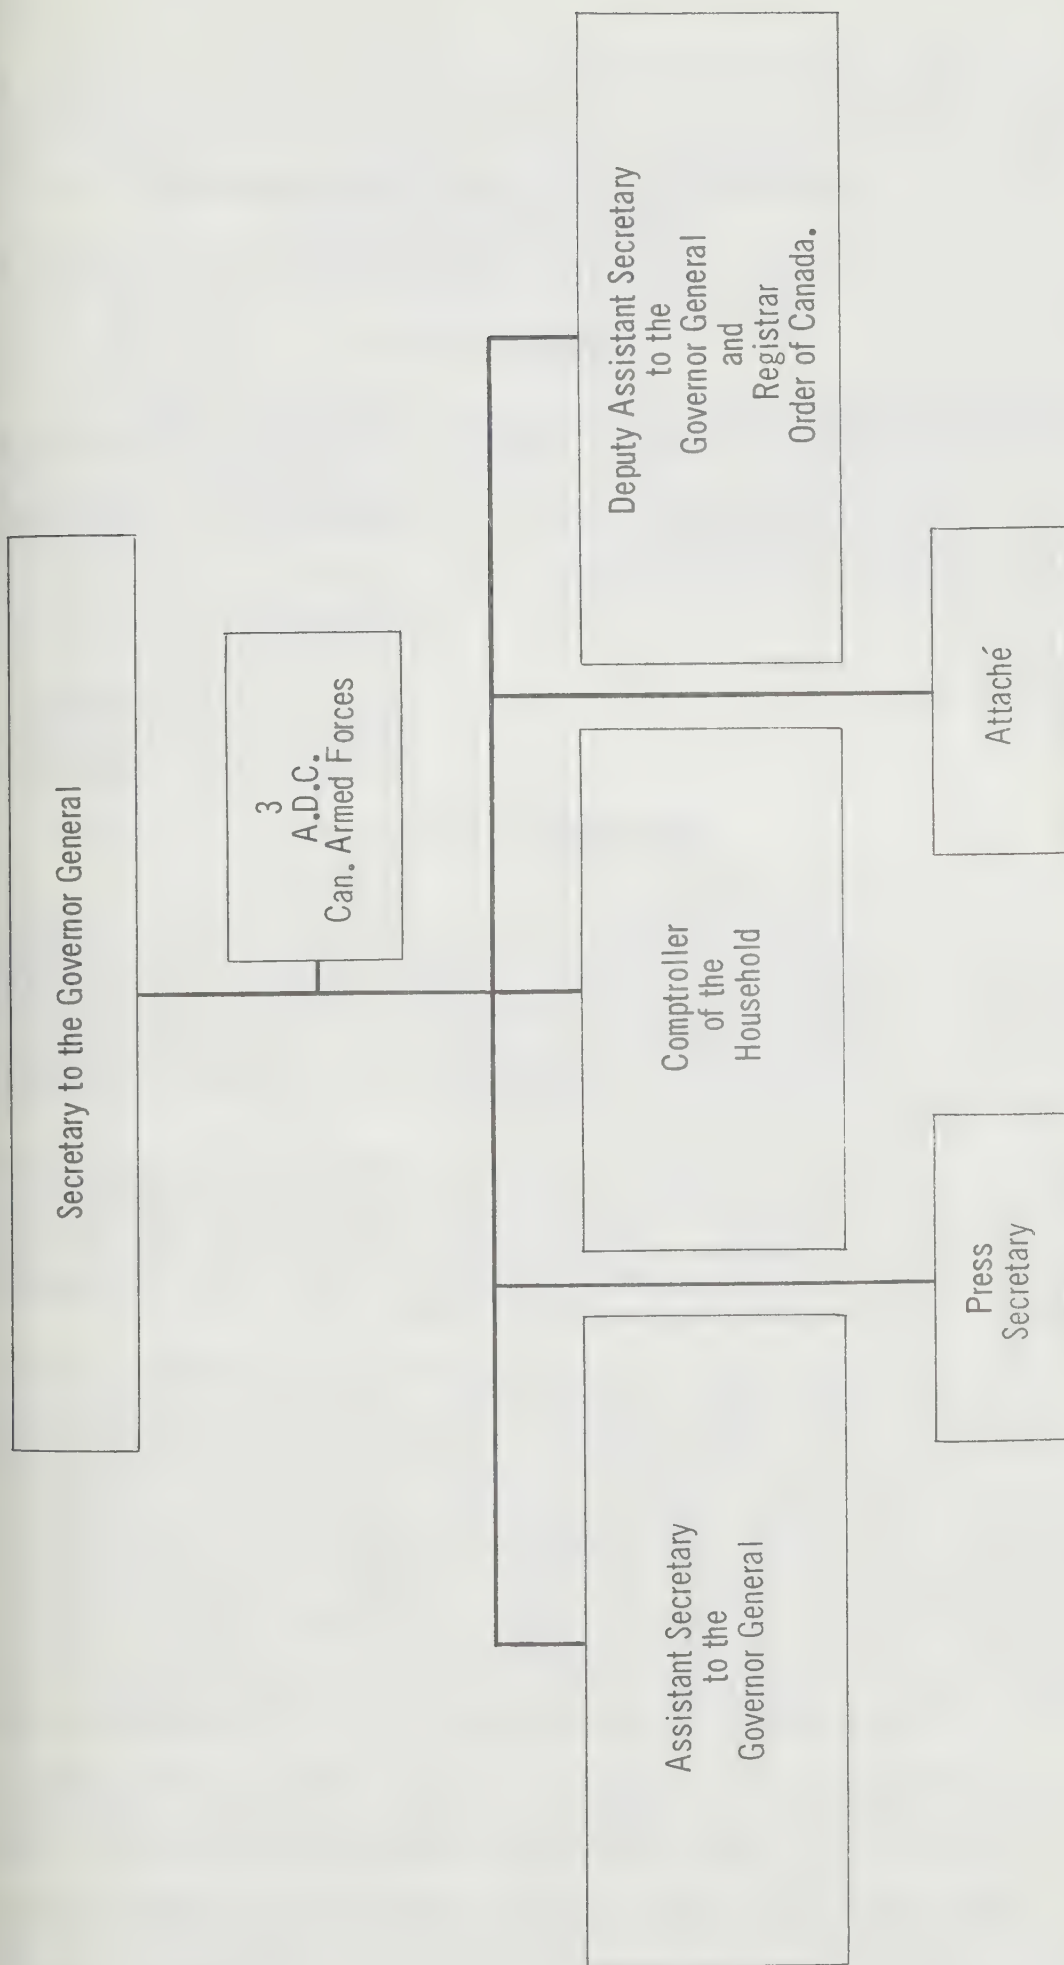 Secretary to the Governor General
3
A.D.C.
Can. Armed Forces
Assistant Secretary
to the
Governor General
Comptroller
of the
Household
Deputy Assistant Secretary
to the
Governor General
and
Registrar
Order of Canada.
Press
Secretary
Attaché